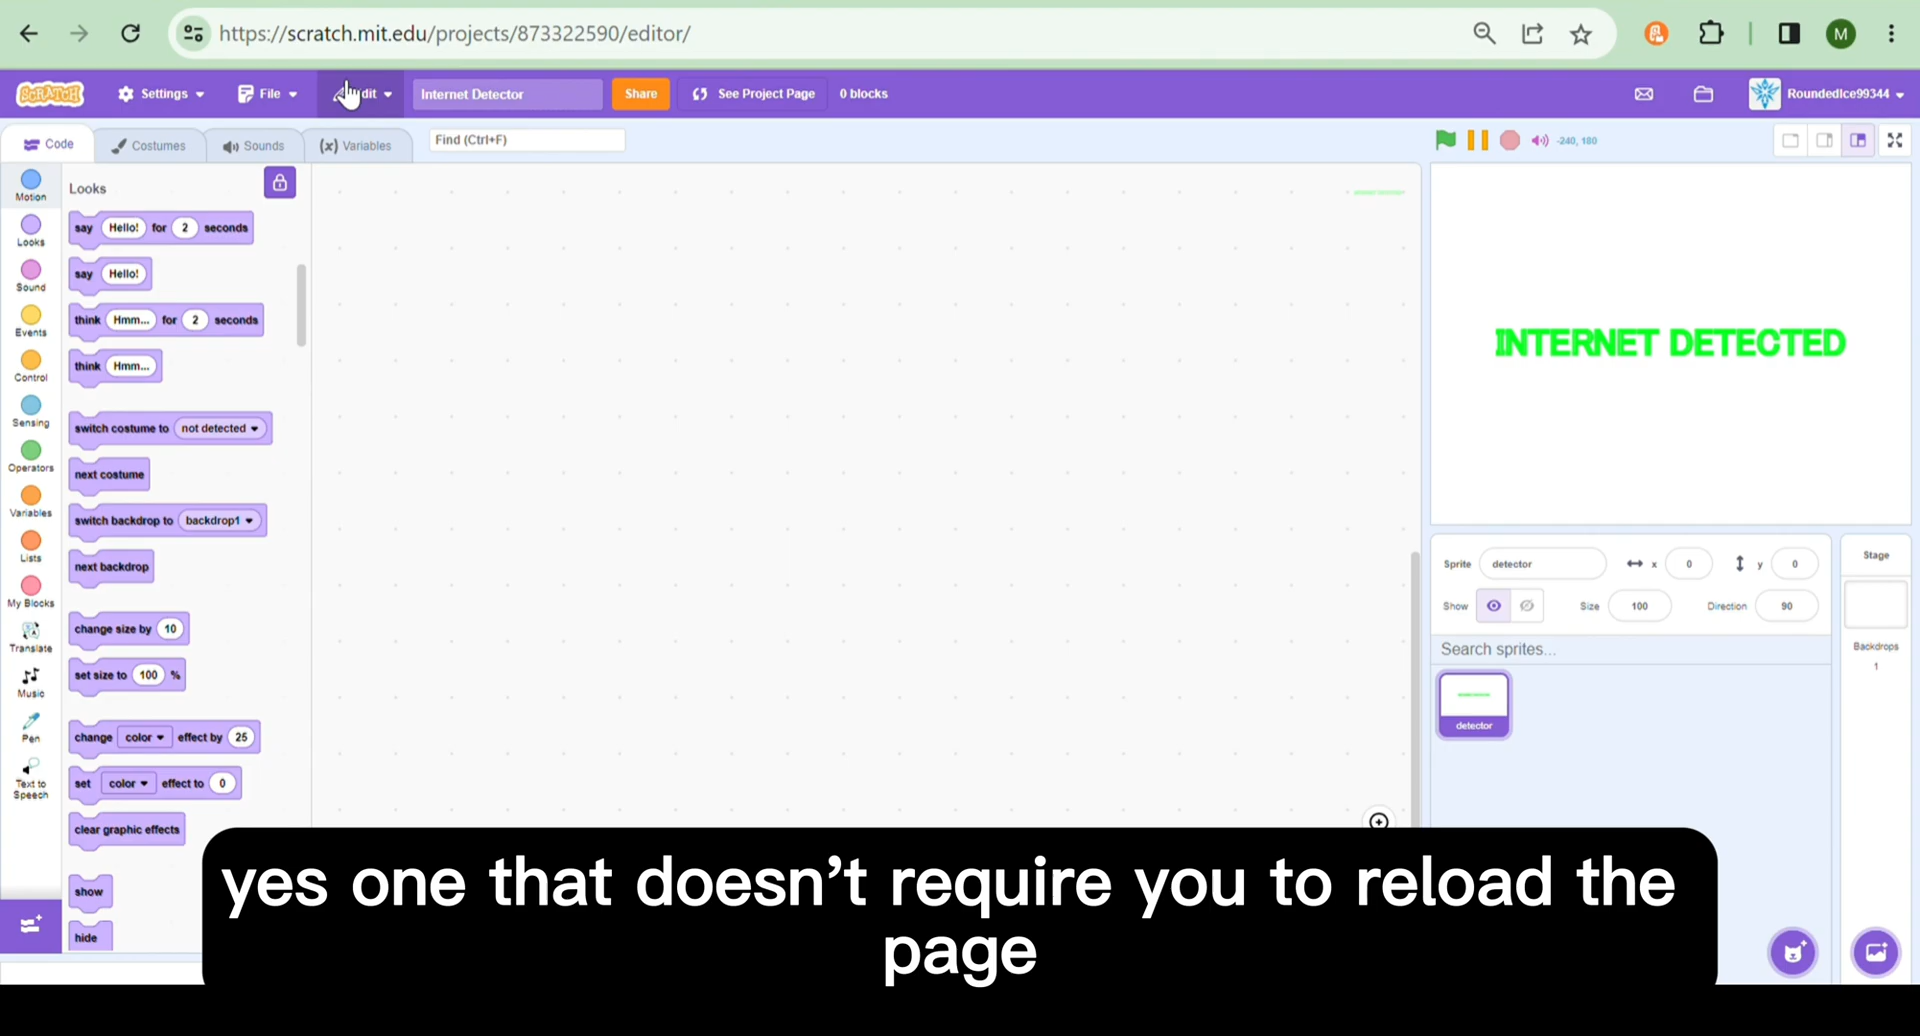 https://scratch.mit.edu/projects/873322590/editor/
M
SCRATCH
Settings
File
dit
Internet Detector
Share
See Project Page
0 blocks
RoundedIce99344
Code
Costumes
Sounds
(x) Variables
Find (Ctrl+F)
-240, 180
Motion
Looks
Sound
Events
Control
Sensing
Operators
Variables
Lists
My Blocks
Translate
Music
Pen
Text to
Speech
Looks
say Hello! for 2 seconds
say Hello!
think Hmm... for 2 seconds
think Hmm...
switch costume to not detected
next costume
switch backdrop to backdrop1
next backdrop
change size by 10
set size to 100 %
change color effect by 25
set color effect to 0
clear graphic effects
show
hide
INTERNET DETECTED
Sprite detector x 0 y 0
Show Size 100 Direction 90
Search sprites...
detector
Stage
Backdrops
1
yes one that doesn't require you to reload the
page